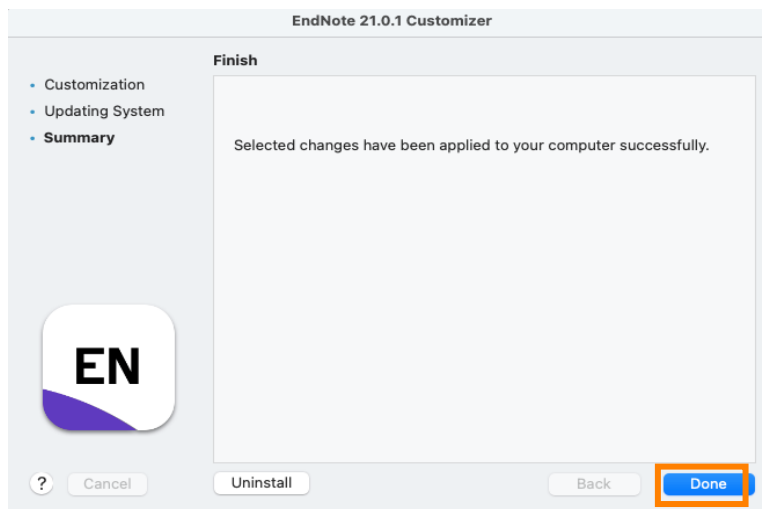 EndNote 21.0.1 Customizer
Finish
Customization
Updating System
Summary
Selected changes have been applied to your computer successfully.
EN
? Cancel Uninstall Back Done